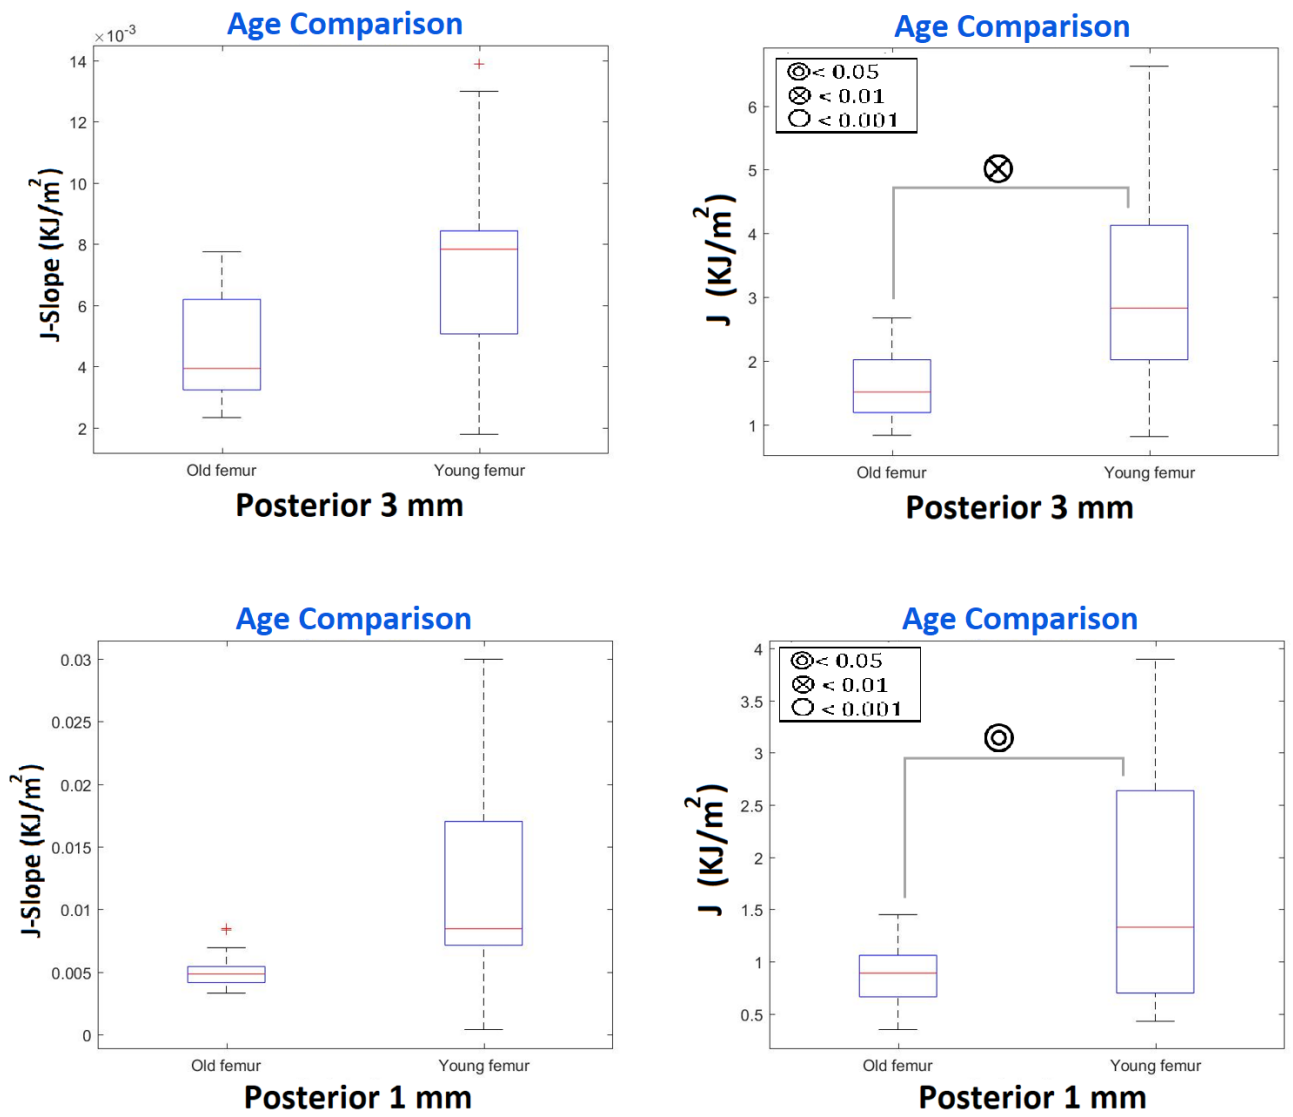 Age Comparison
×10⁻³
14
12
10
8
6
4
2
J-Slope (KJ/m²)
Old femur
Young femur
Posterior 3 mm
Age Comparison
< 0.05
< 0.01
< 0.001
6
5
4
3
2
1
J (KJ/m²)
Old femur
Young femur
Posterior 3 mm
Age Comparison
0.03
0.025
0.02
0.015
0.01
0.005
0
J-Slope (KJ/m²)
Old femur
Young femur
Posterior 1 mm
Age Comparison
< 0.05
< 0.01
< 0.001
4
3.5
3
2.5
2
1.5
1
0.5
J (KJ/m²)
Old femur
Young femur
Posterior 1 mm